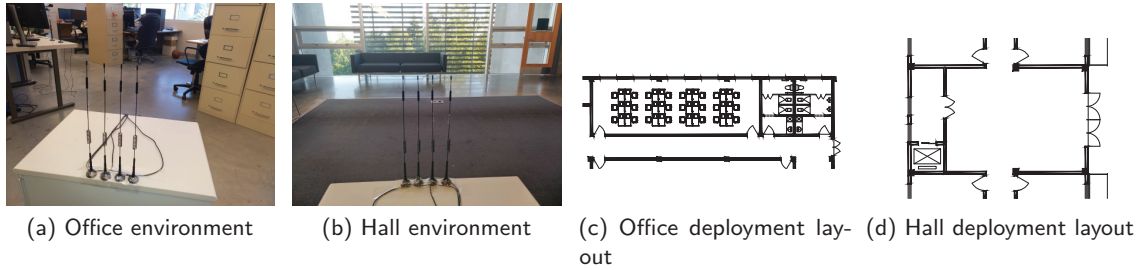 (a) Office environment
(b) Hall environment
(c) Office deployment lay-
out
(d) Hall deployment layout